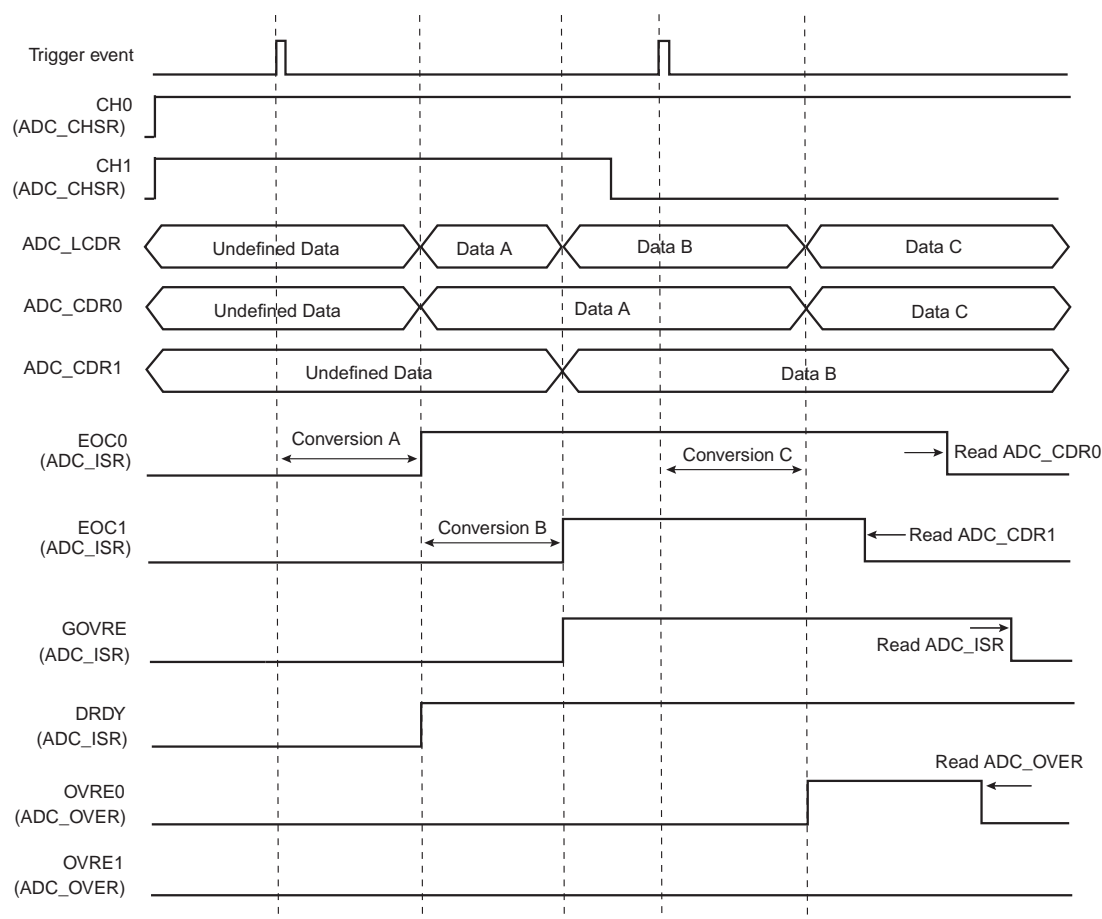 Trigger event
CH0
(ADC_CHSR)
CH1
(ADC_CHSR)
ADC_LCDR
Undefined Data
Data A
Data B
Data C
ADC_CDR0
Undefined Data
Data A
Data C
ADC_CDR1
Undefined Data
Data B
EOC0
(ADC_ISR)
Conversion A
Conversion C
Read ADC_CDR0
EOC1
(ADC_ISR)
Conversion B
Read ADC_CDR1
GOVRE
(ADC_ISR)
Read ADC_ISR
DRDY
(ADC_ISR)
Read ADC_OVER
OVRE0
(ADC_OVER)
OVRE1
(ADC_OVER)